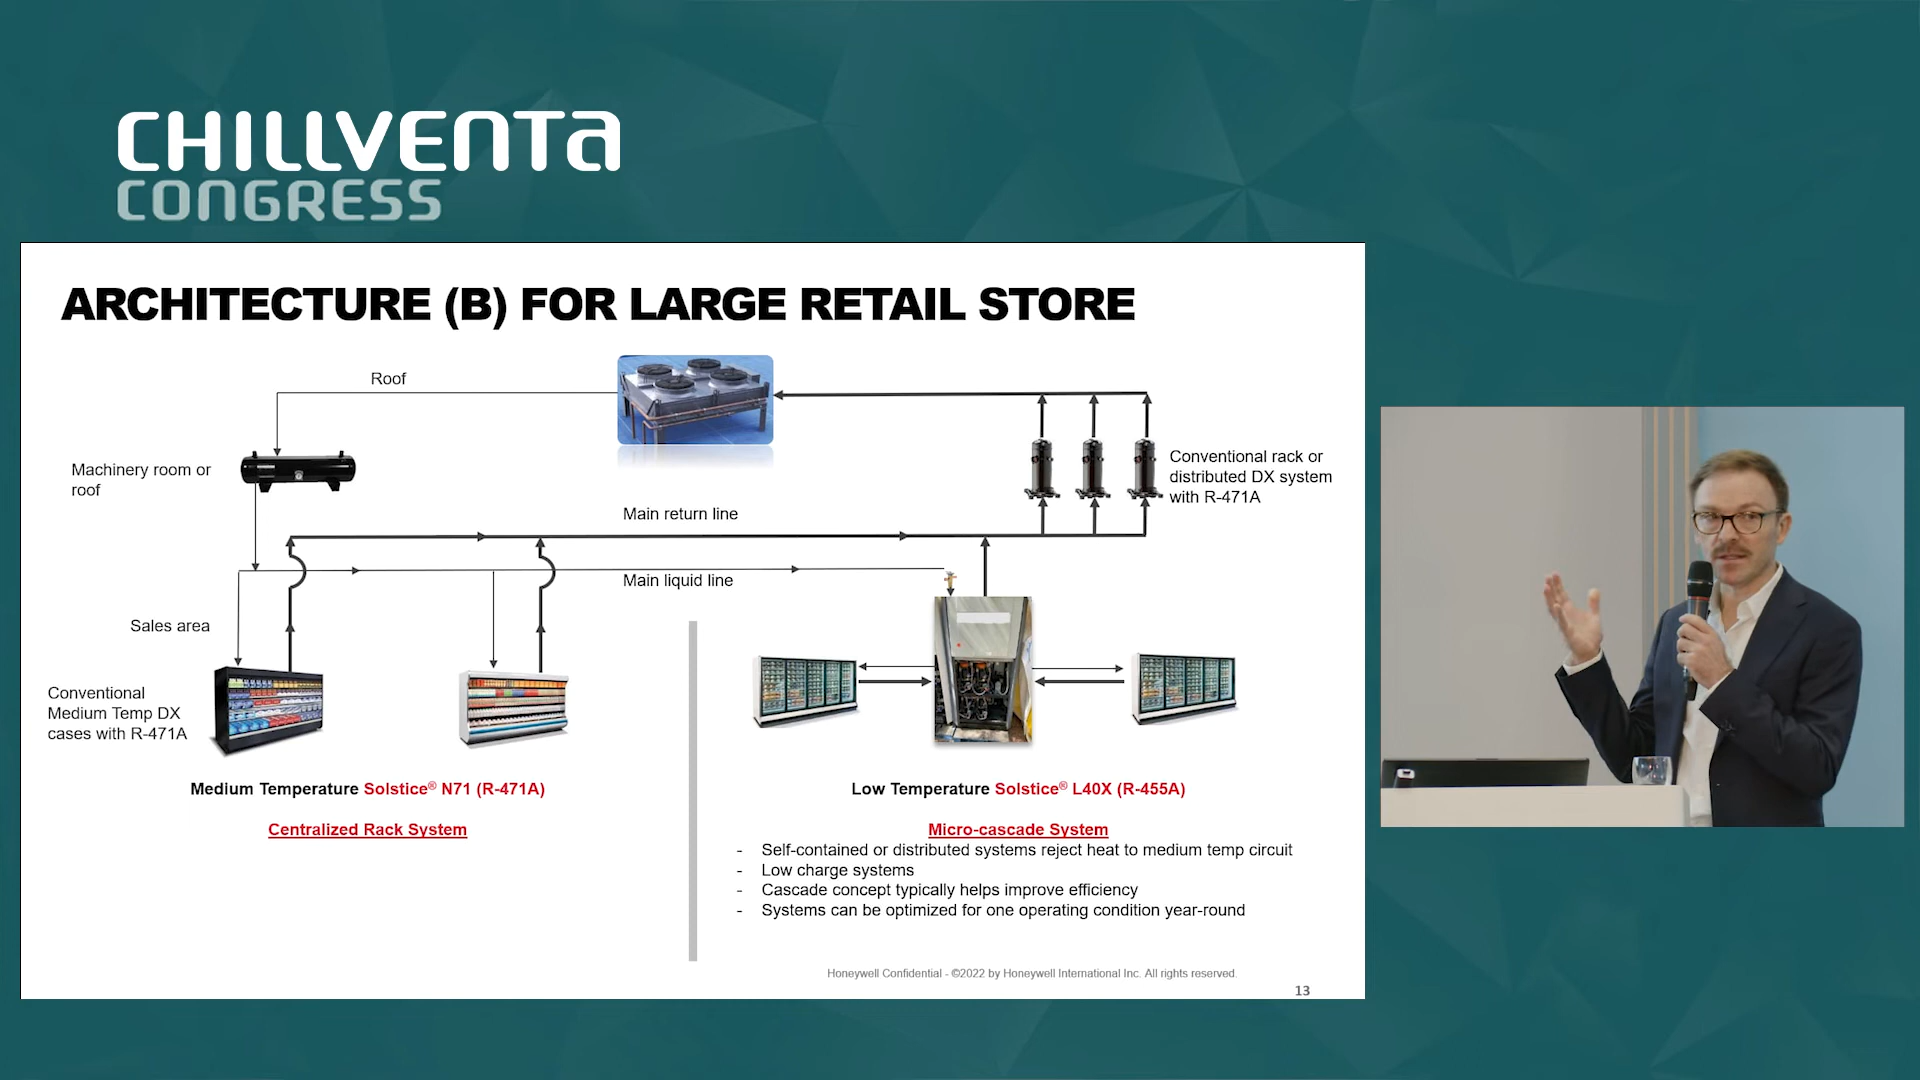 CHILLVENTA
CONGRESS
ARCHITECTURE (B) FOR LARGE RETAIL STORE
Roof
Machinery room or
roof
Conventional rack or
distributed DX system
with R-471A
Main return line
Main liquid line
Sales area
Conventional
Medium Temp DX
cases with R-471A
Medium Temperature Solstice® N71 (R-471A)
Centralized Rack System
Low Temperature Solstice® L40X (R-455A)
Micro-cascade System
- Self-contained or distributed systems reject heat to medium temp circuit
- Low charge systems
- Cascade concept typically helps improve efficiency
- Systems can be optimized for one operating condition year-round
Honeywell Confidential - ©2022 by Honeywell International Inc. All rights reserved.
13